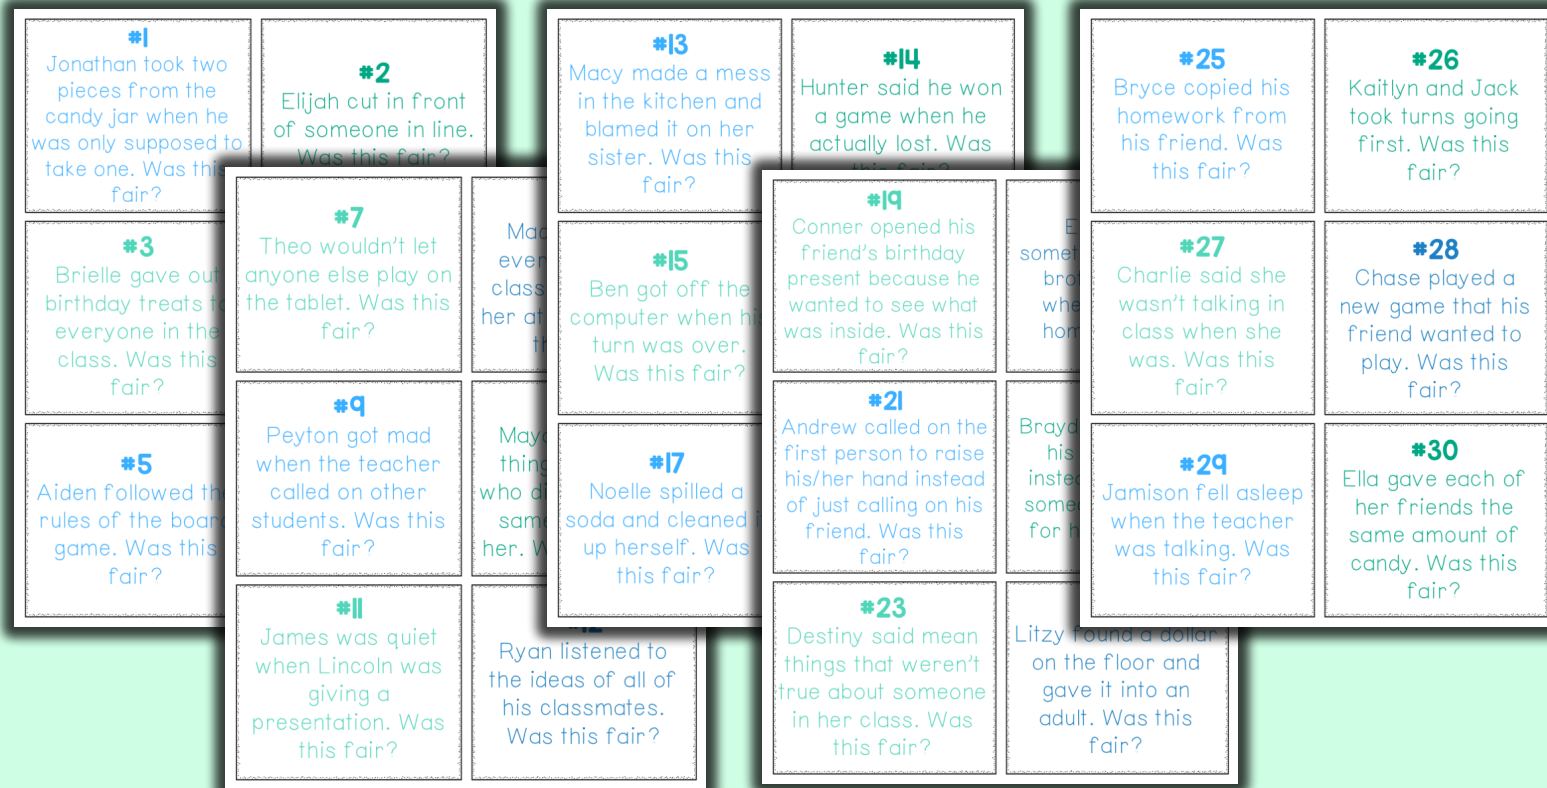 #1
Jonathan took two
pieces from the
candy jar when he
was only supposed to
take one. Was this
fair?
#2
Elijah cut in front
of someone in line.
Was this fair?
#3
Brielle gave out
birthday treats
everyone in the
class. Was this
fair?
#5
Aiden followed
rules of the
game. Was this
fair?
#7
Theo wouldn't let
anyone else play on
the tablet. Was this
fair?
class
her at
#9
Peyton got mad
when the teacher
called on other
students. Was this
fair?
who
her.
#11
James was quiet
when Lincoln was
giving a
presentation. Was
this fair?
Ryan listened to
the ideas of all of
his classmates.
Was this fair?
#13
Macy made a mess
in the kitchen and
blamed it on her
sister. Was this
fair?
#14
Hunter said he won
a game when he
actually lost. Was
this fair?
#15
Ben got off the
computer when
turn was over.
Was this fair?
#17
Noelle spilled a
soda and cleaned
up herself. Was
this fair?
#19
Conner opened his
friend's birthday
present because he
wanted to see what
was inside. Was this
fair?
#21
Andrew called on the
first person to raise
his/her hand instead
of just calling on his
friend. Was this
fair?
his
for
#23
Destiny said mean
things that weren't
true about someone
in her class. Was
this fair?
Litzy found a dollar
on the floor and
gave it into an
adult. Was this
fair?
#25
Bryce copied his
homework from
his friend. Was
this fair?
#26
Kaitlyn and Jack
took turns going
first. Was this
fair?
#27
Charlie said she
wasn't talking in
class when she
was. Was this
fair?
#28
Chase played a
new game that his
friend wanted to
play. Was this
fair?
#29
Jamison fell asleep
when the teacher
was talking. Was
this fair?
#30
Ella gave each of
her friends the
same amount of
candy. Was this
fair?